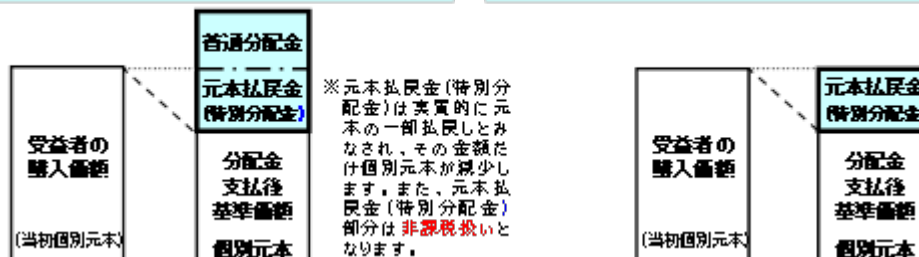 普通分配金
元本払戻金
(特別分配金)
受益者の
購入価額
(当初個別元本)
分配金
支払後
基準価額
個別元本
※元本払戻金(特別分
配金)は実質的に元
本の一部払戻しとみ
なされ、その金額だ
け個別元本が減少し
ます。また、元本払
戻金(特別分配金)
部分は非課税扱いと
なります。
元本払戻金
(特別分配金
受益者の
購入価額
(当初個別元本)
分配金
支払後
基準価額
個別元本